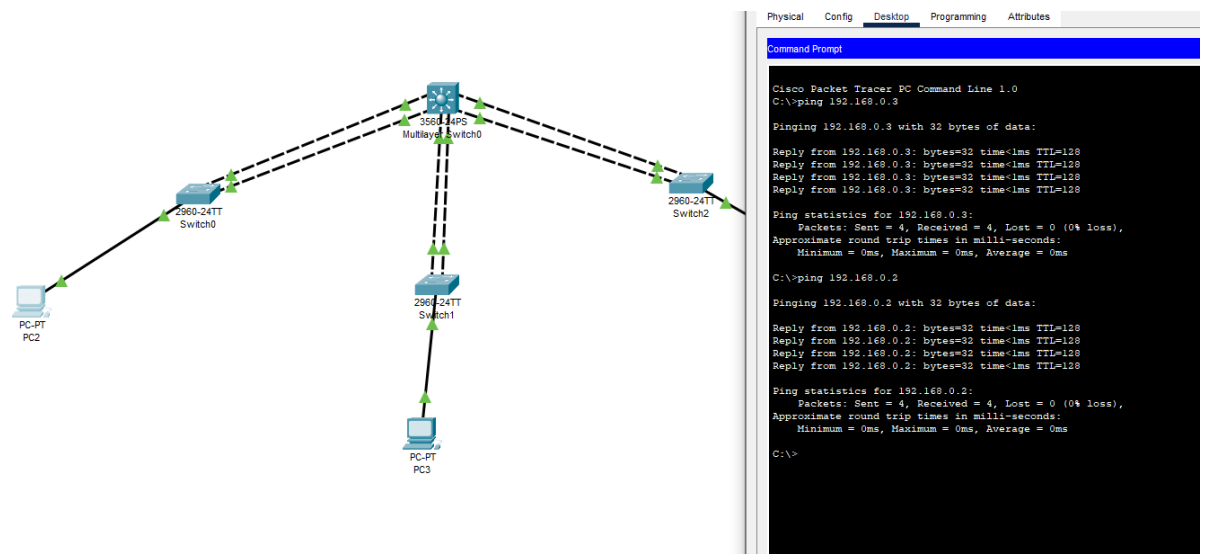 Physical Config Desktop Programming Attributes
Command Prompt
3560-24PS
Multilayer Switch0
2960-24TT
Switch0
2960-24TT
Switch2
2960-24TT
Switch1
PC-PT
PC2
PC-PT
PC3
Cisco Packet Tracer PC Command Line 1.0
C:\>ping 192.168.0.3
Pinging 192.168.0.3 with 32 bytes of data:
Reply from 192.168.0.3: bytes=32 time<1ms TTL=128
Reply from 192.168.0.3: bytes=32 time<1ms TTL=128
Reply from 192.168.0.3: bytes=32 time<1ms TTL=128
Reply from 192.168.0.3: bytes=32 time<1ms TTL=128
Ping statistics for 192.168.0.3:
Packets: Sent = 4, Received = 4, Lost = 0 (0% loss),
Approximate round trip times in milli-seconds:
Minimum = 0ms, Maximum = 0ms, Average = 0ms
C:\>ping 192.168.0.2
Pinging 192.168.0.2 with 32 bytes of data:
Reply from 192.168.0.2: bytes=32 time<1ms TTL=128
Reply from 192.168.0.2: bytes=32 time<1ms TTL=128
Reply from 192.168.0.2: bytes=32 time<1ms TTL=128
Reply from 192.168.0.2: bytes=32 time<1ms TTL=128
Ping statistics for 192.168.0.2:
Packets: Sent = 4, Received = 4, Lost = 0 (0% loss),
Approximate round trip times in milli-seconds:
Minimum = 0ms, Maximum = 0ms, Average = 0ms
C:\>